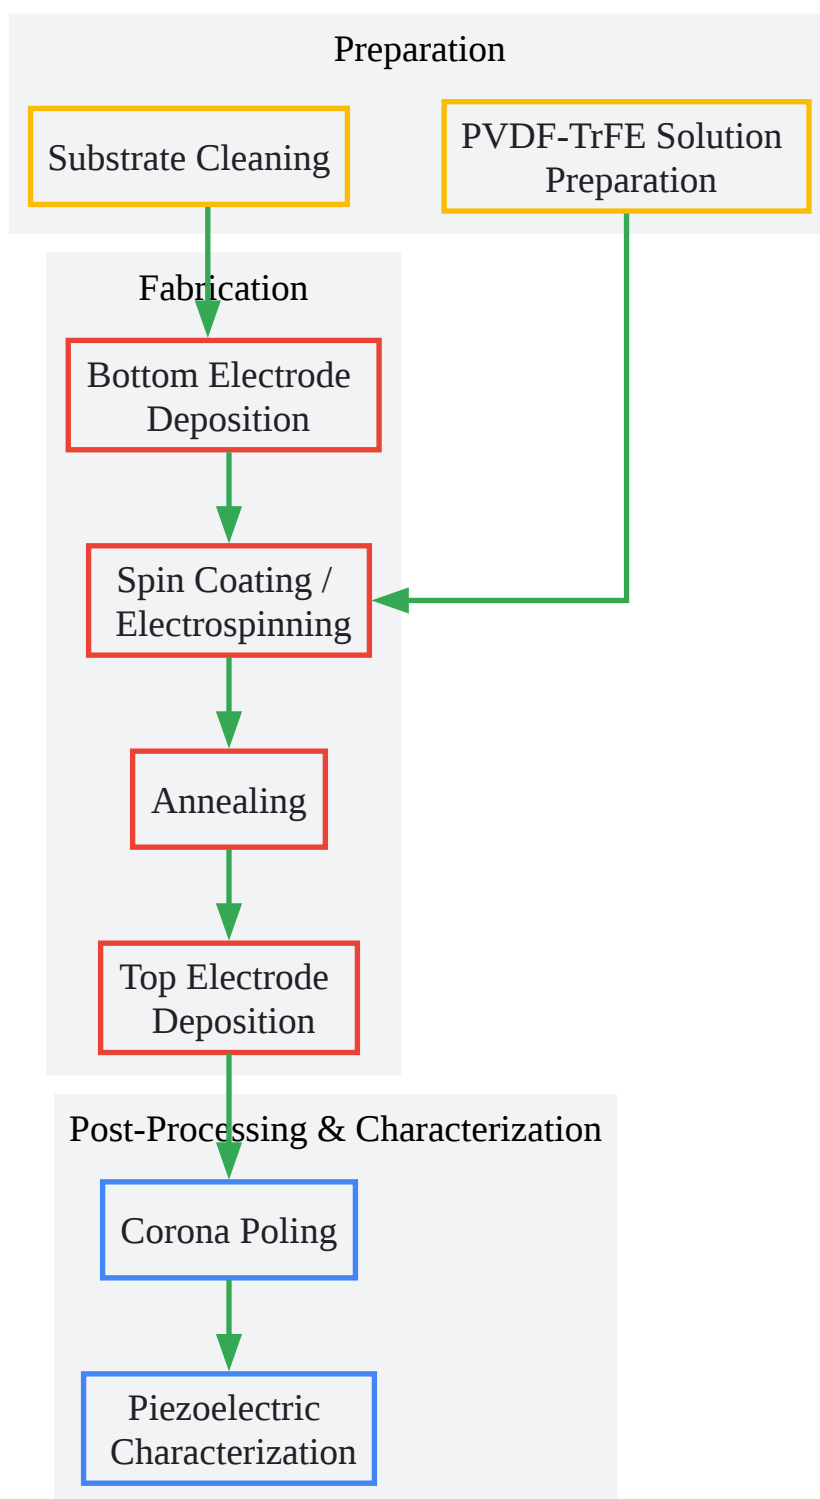 Preparation
Substrate Cleaning
PVDF-TrFE Solution
Preparation
Fabrication
Bottom Electrode
Deposition
Spin Coating /
Electrospinning
Annealing
Top Electrode
Deposition
Post-Processing & Characterization
Corona Poling
Piezoelectric
Characterization